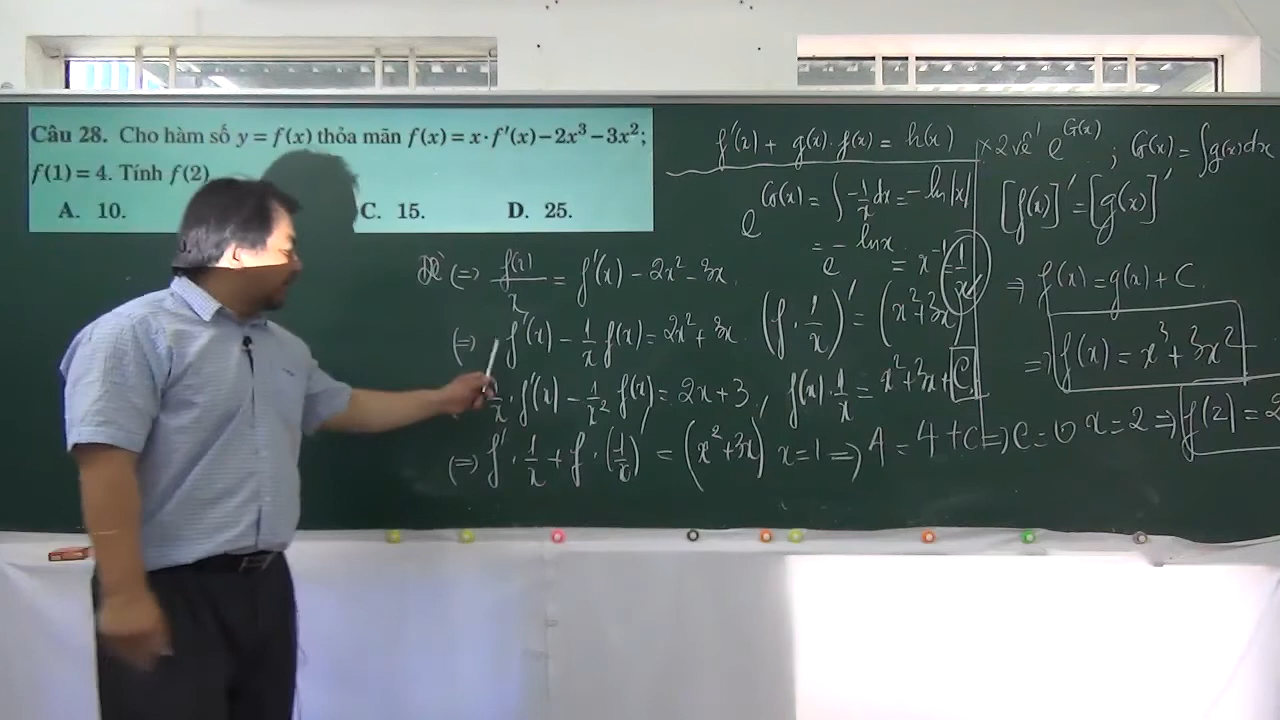 Câu 28. Cho hàm số y = f(x) thỏa mãn f(x) = x·f'(x) − 2x³ − 3x²;
f(1) = 4. Tính f(2)
A. 10. C. 15. D. 25.
f'(x) + g(x)·f(x) = h(x) | × 2 vế e^{G(x)} ; G(x) = ∫g(x)dx
e^{G(x)} = ∫ −1/x dx = −ln|x|
= e^{−lnx} = x⁻¹ = 1/x
Đề (=) f(x)/x = f'(x) − 2x² − 3x
(=) f'(x) − 1/x f(x) = 2x² + 3x
1/x · f'(x) − 1/x² f(x) = 2x + 3
(=) f' · 1/x + f · (1/x)' = (x² + 3x)'
(f · 1/x)' = (x² + 3x)'
f(x) · 1/x = x² + 3x + C
x = 1 => 4 = 4 + C => C = 0
[f(x)]' = [g(x)]'
=> f(x) = g(x) + C
=> f(x) = x³ + 3x²
x = 2 => f(2) = 2